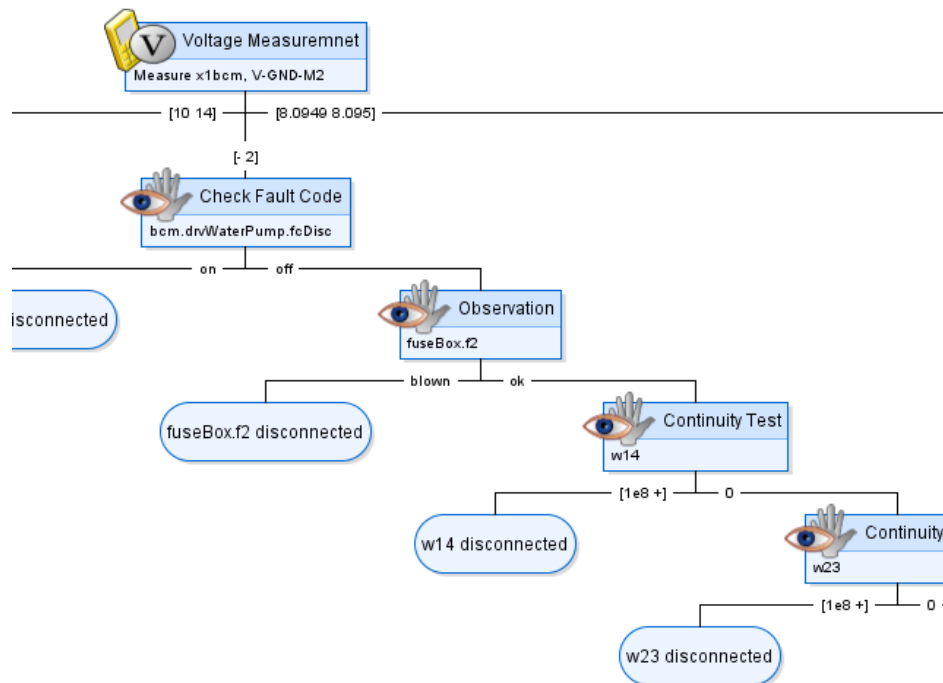 V
Voltage Measuremnet
Measure x1bcm, V-GND-M2
[10 14]
[8.0949 8.095]
[- 2]
Check Fault Code
bcm.drvWaterPump.fcDisc
on
off
isconnected
Observation
fuseBox.f2
blown
ok
fuseBox.f2 disconnected
Continuity Test
w14
[1e8 +]
0
w14 disconnected
Continuity
w23
[1e8 +]
0
w23 disconnected